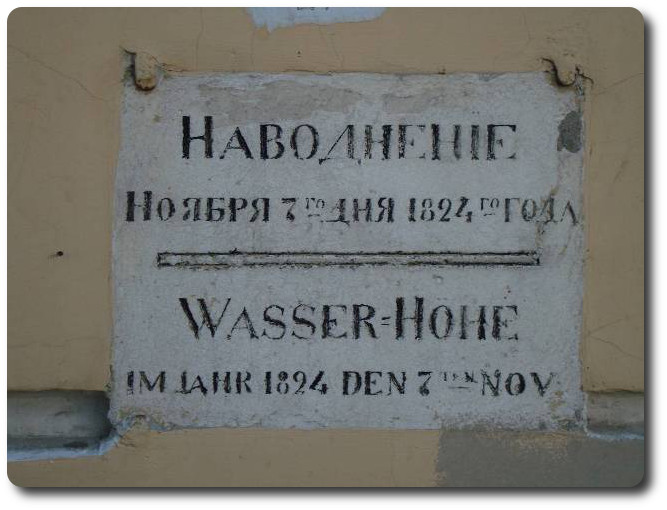 НАВОДНЕНІЕ
НОЯБРЯ 7ГО ДНЯ 1824ГО ГОДА
WASSER=HOHE
IM JAHR 1824 DEN 7TEN NOV